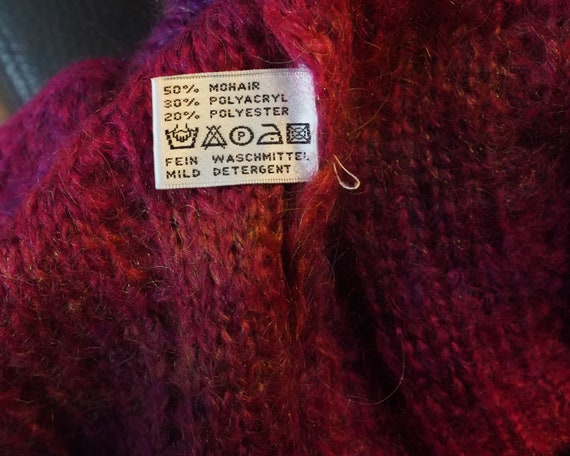 50% MOHAIR
30% POLYACRYL
20% POLYESTER
P
FEIN WASCHMITTEL
MILD DETERGENT